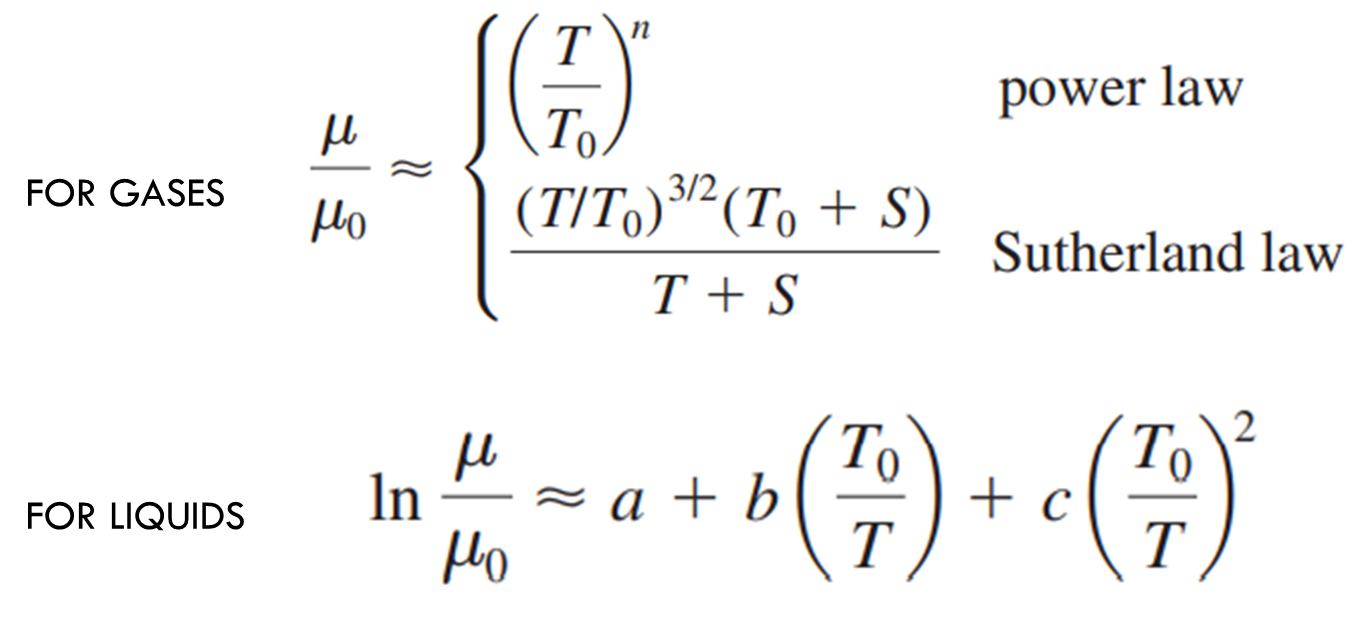 FOR GASES μ/μ₀ ≈ { (T/T₀)ⁿ power law
(T/T₀)^3/2 (T₀ + S) / T + S Sutherland law
FOR LIQUIDS ln μ/μ₀ ≈ a + b(T₀/T) + c(T₀/T)²